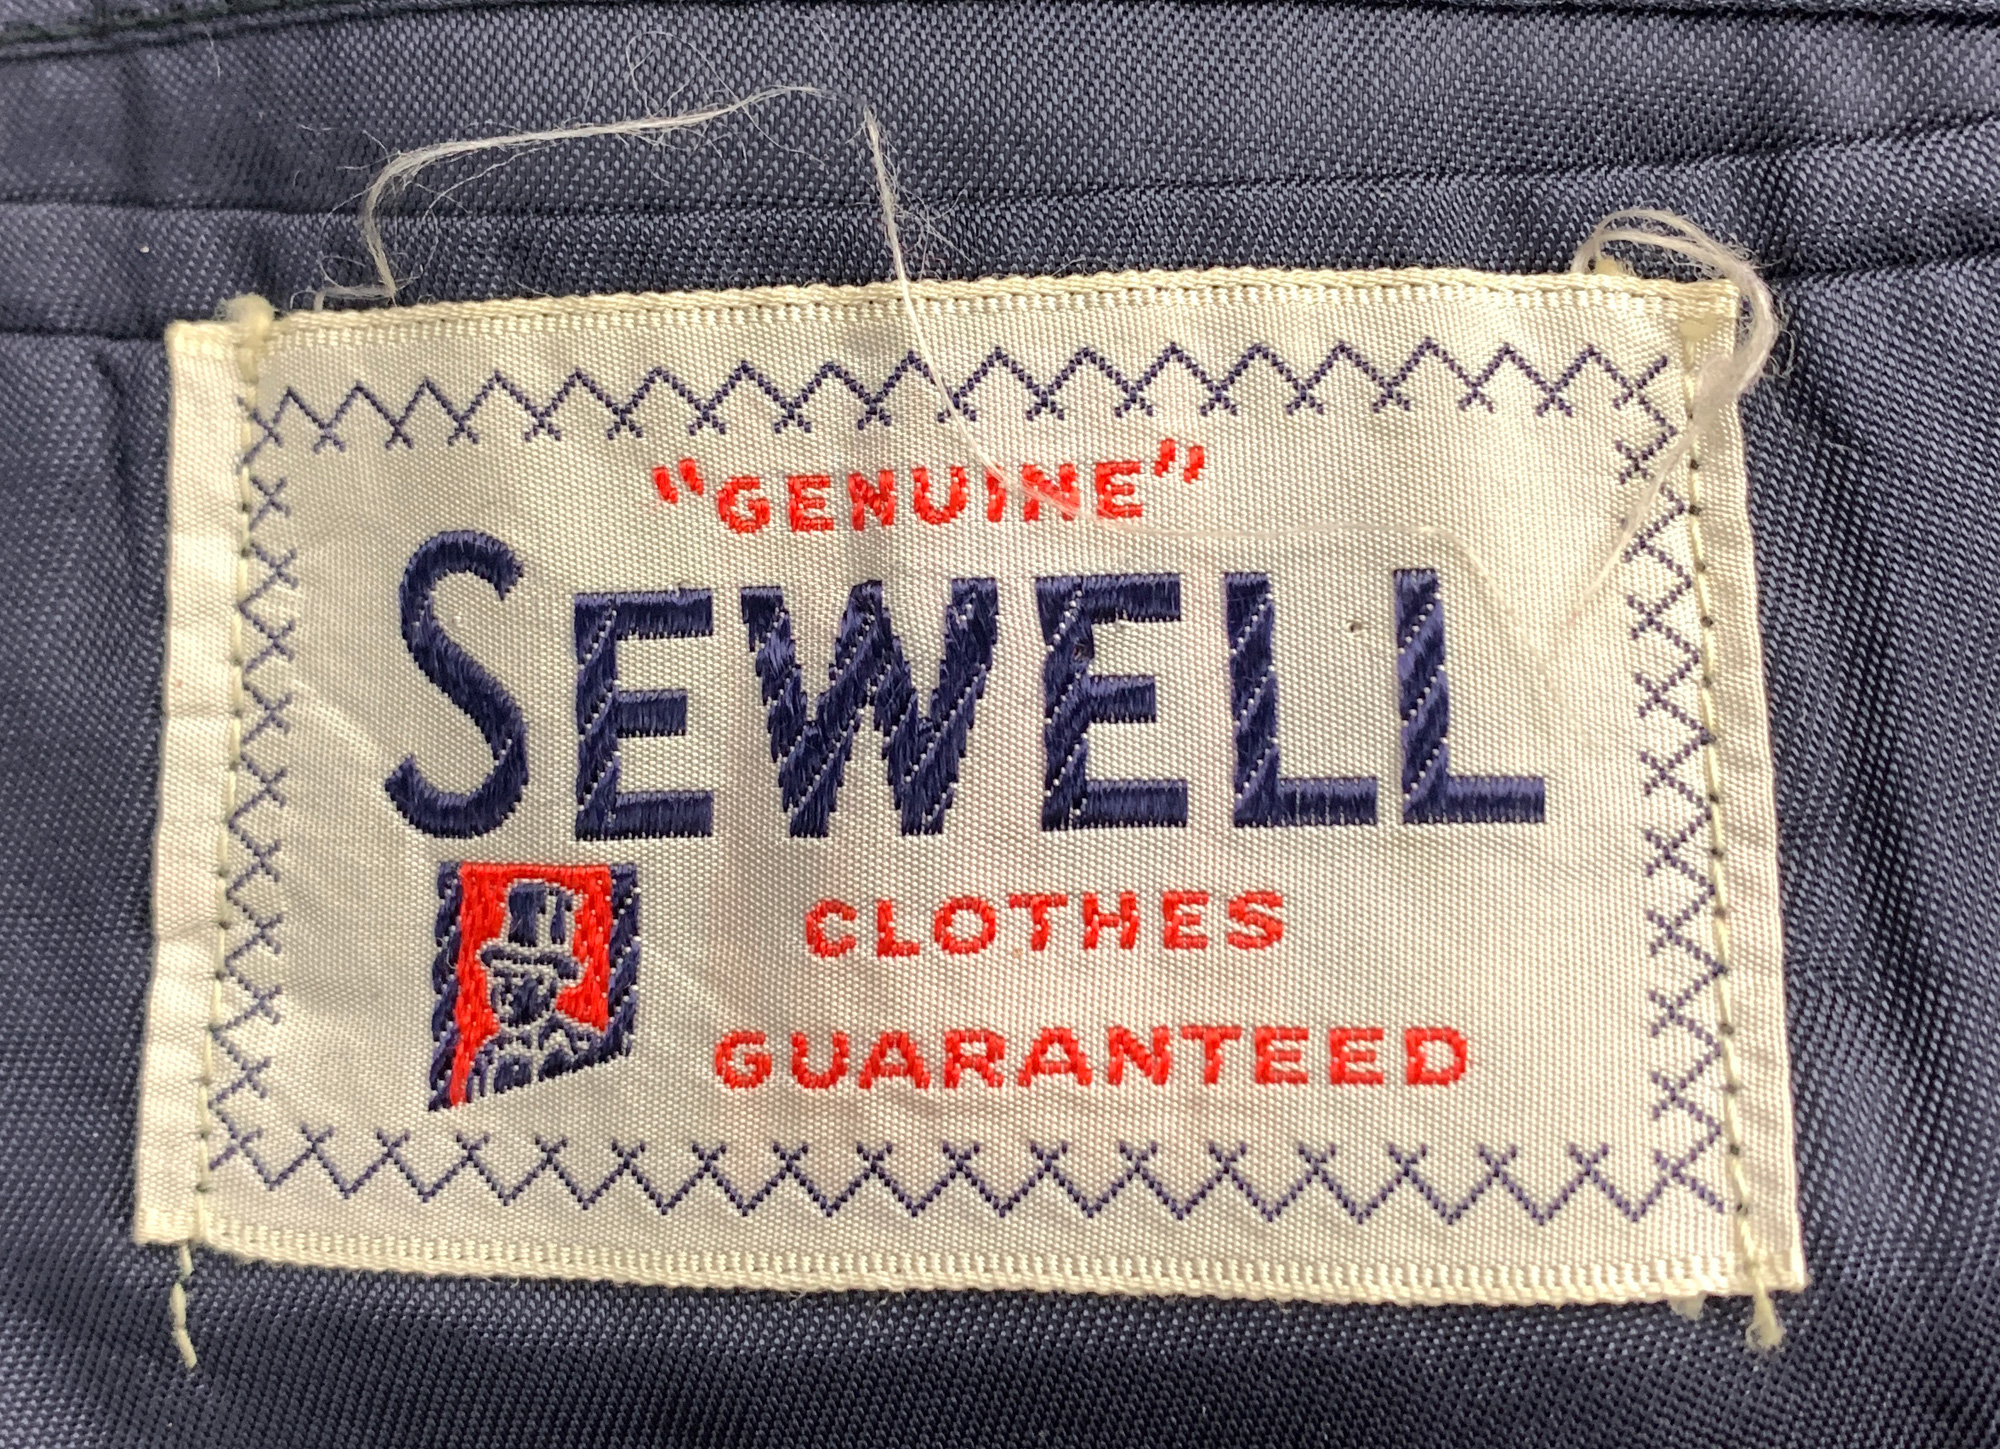 "GENUINE"
SEWELL
CLOTHES
GUARANTEED